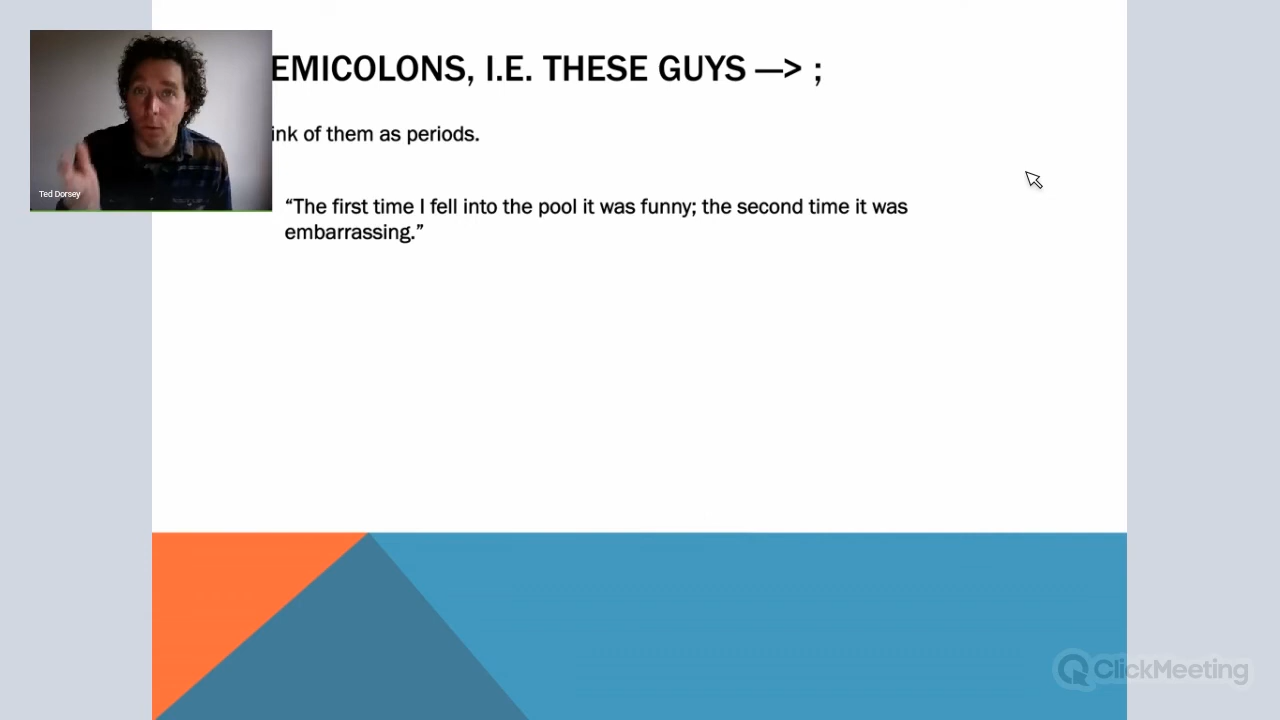 EMICOLONS, I.E. THESE GUYS —> ;
ink of them as periods.
Ted Dorsey
“The first time I fell into the pool it was funny; the second time it was
embarrassing.”
ClickMeeting